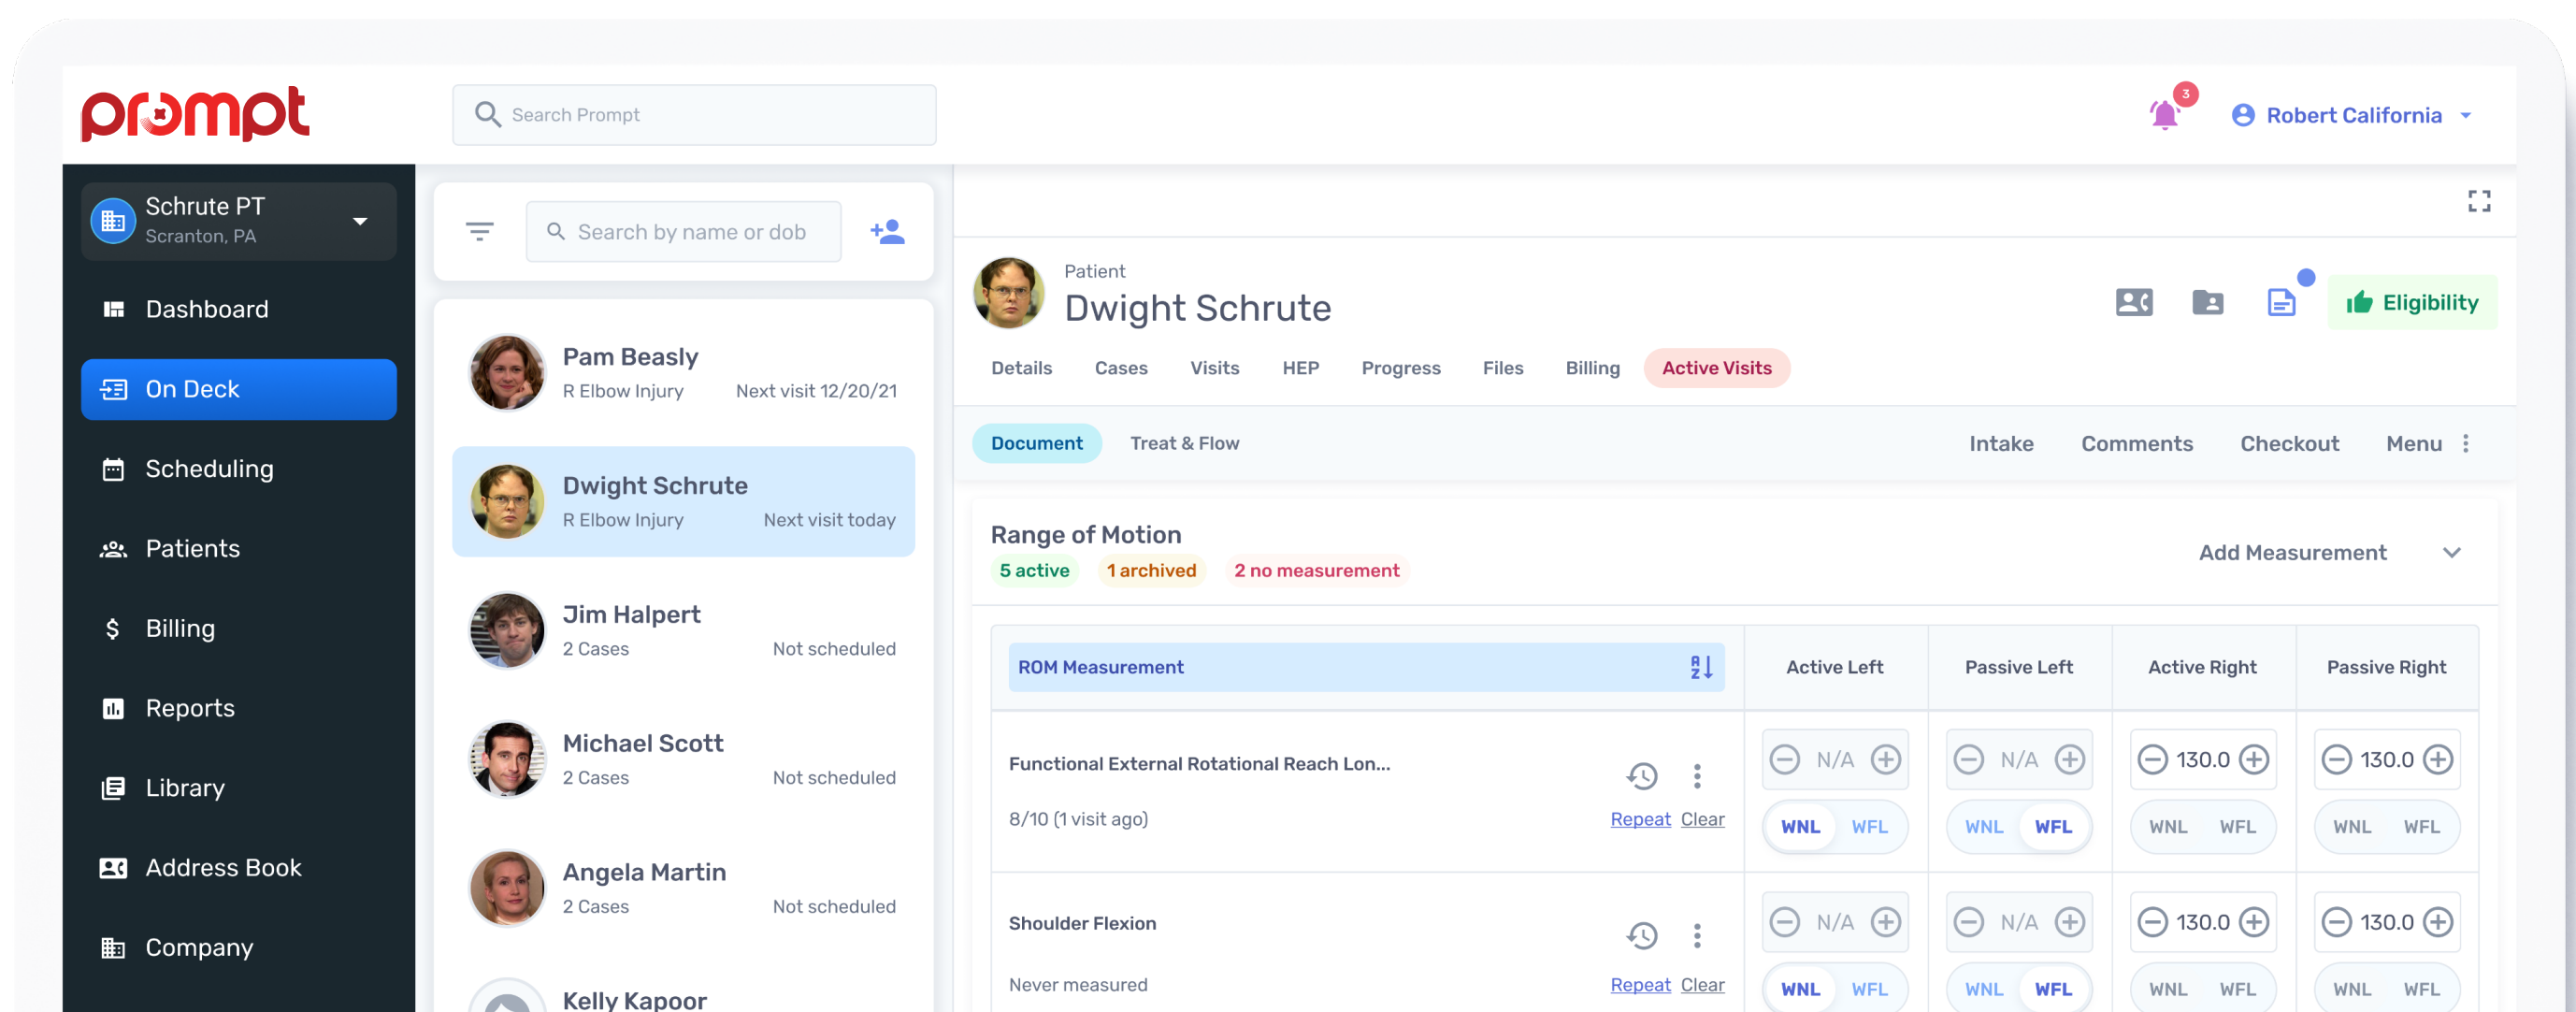 prompt
Search Prompt
3
Robert California
Schrute PT
Scranton, PA
Dashboard
On Deck
Scheduling
Patients
Billing
Reports
Library
Address Book
Company
Search by name or dob
Pam Beasly
R Elbow Injury Next visit 12/20/21
Dwight Schrute
R Elbow Injury Next visit today
Jim Halpert
2 Cases Not scheduled
Michael Scott
2 Cases Not scheduled
Angela Martin
2 Cases Not scheduled
Kelly Kapoor
Patient
Dwight Schrute
Eligibility
Details Cases Visits HEP Progress Files Billing Active Visits
Document Treat & Flow Intake Comments Checkout Menu
Range of Motion
5 active 1 archived 2 no measurement
Add Measurement
ROM Measurement A Z Active Left Passive Left Active Right Passive Right
Functional External Rotational Reach Lon... N/A N/A 130.0 130.0
8/10 (1 visit ago) Repeat Clear WNL WFL WNL WFL WNL WFL WNL WFL
Shoulder Flexion N/A N/A 130.0 130.0
Never measured Repeat Clear WNL WFL WNL WFL WNL WFL WNL WFL